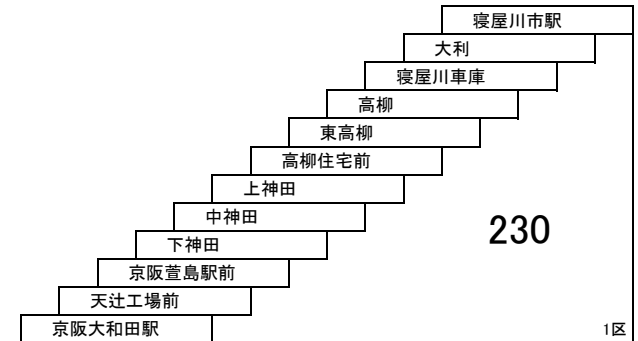 寝屋川市駅
大利
寝屋川車庫
高柳
東高柳
高柳住宅前
上神田
中神田
下神田
230
京阪萱島駅前
天辻工場前
京阪大和田駅
1区